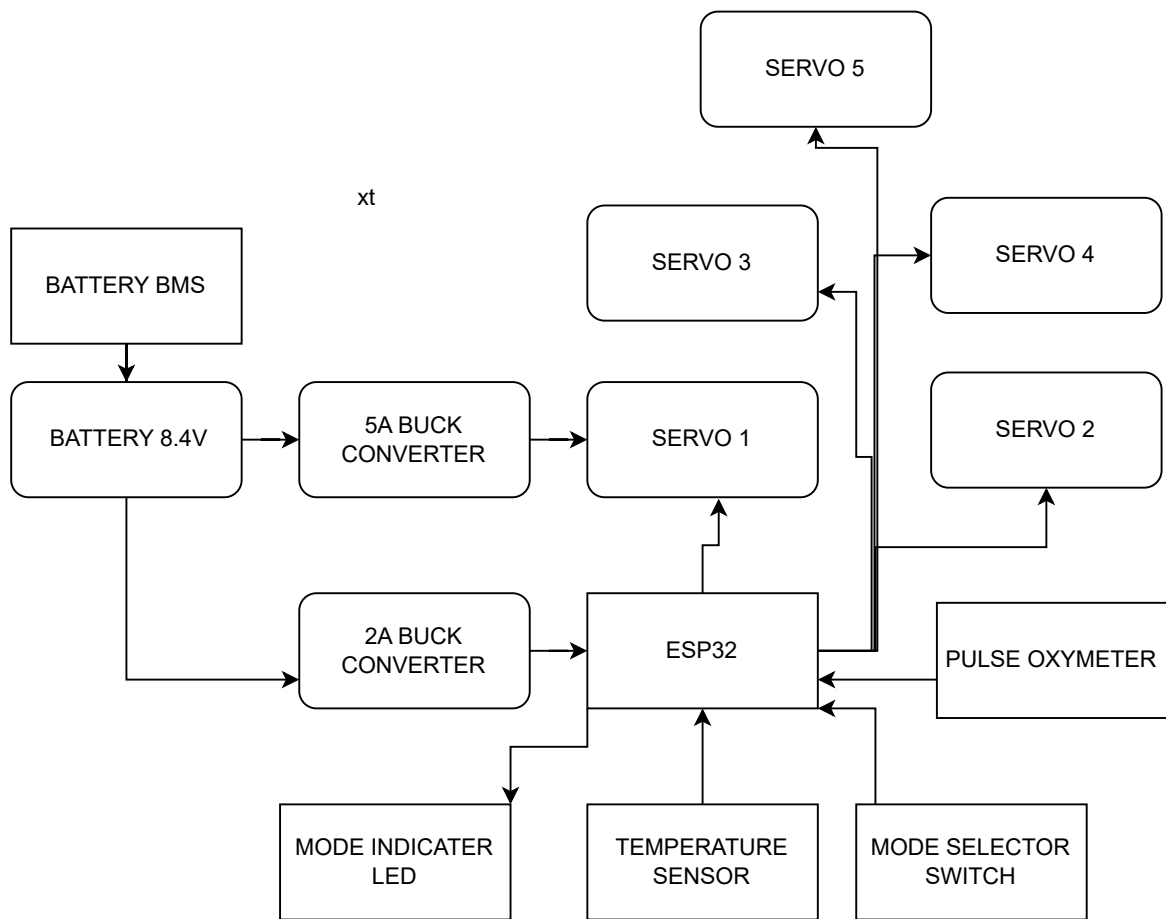 SERVO 5
xt
SERVO 3
SERVO 4
BATTERY BMS
BATTERY 8.4V
5A BUCK
CONVERTER
SERVO 1
SERVO 2
2A BUCK
CONVERTER
ESP32
PULSE OXYMETER
MODE INDICATER
LED
TEMPERATURE
SENSOR
MODE SELECTOR
SWITCH